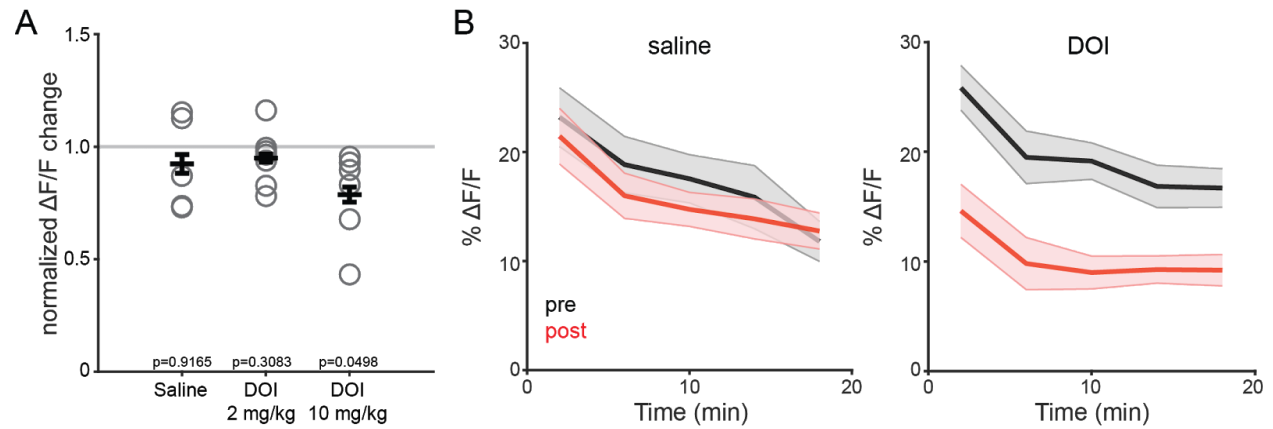 A
normalized ΔF/F change
1.5
1.0
0.5
0
p=0.9165 p=0.3083 p=0.0498
Saline DOI DOI
2 mg/kg 10 mg/kg
B
saline
% ΔF/F
30
20
10
0
pre
post
0 10 20
Time (min)
DOI
% ΔF/F
30
20
10
0
0 10 20
Time (min)